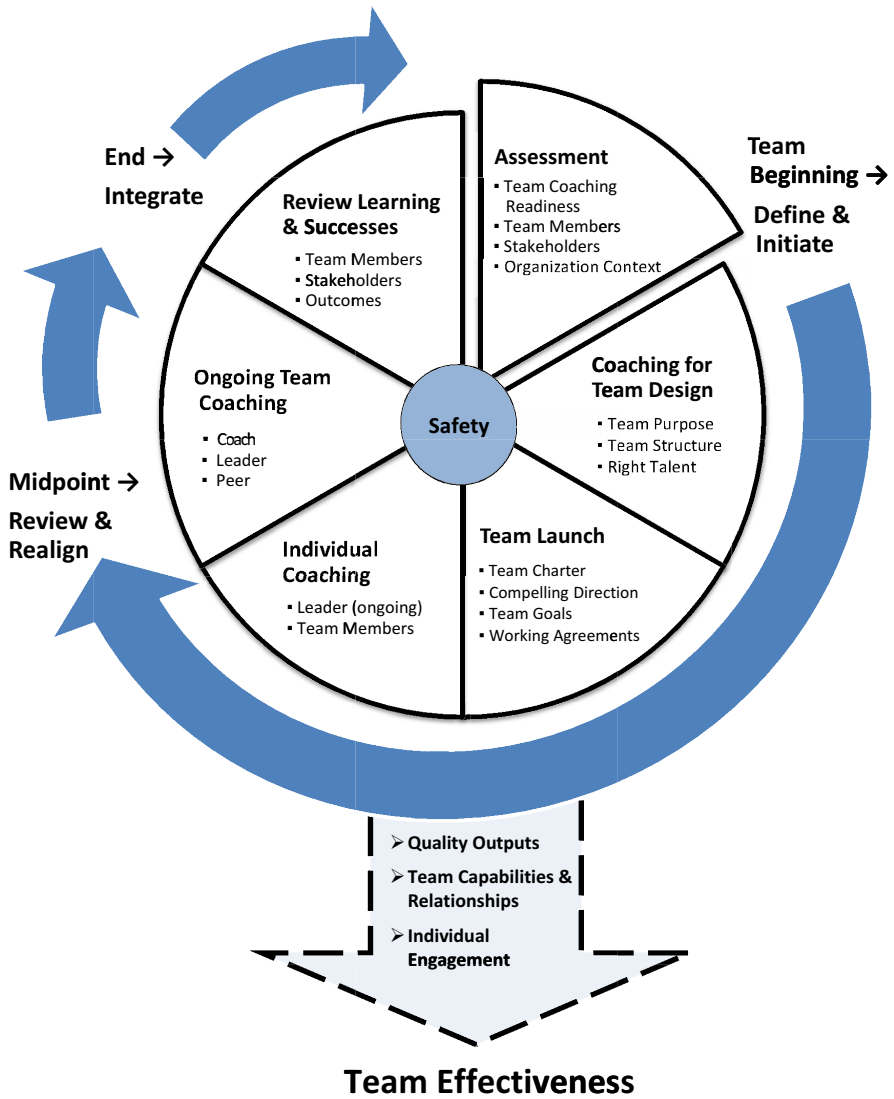 Team
Beginning →
Define &
Initiate
Assessment
▪ Team Coaching
Readiness
▪ Team Members
▪ Stakeholders
▪ Organization Context
Coaching for
Team Design
▪ Team Purpose
▪ Team Structure
▪ Right Talent
Team Launch
▪ Team Charter
▪ Compelling Direction
▪ Team Goals
▪ Working Agreements
Individual
Coaching
▪ Leader (ongoing)
▪ Team Members
Midpoint →
Review &
Realign
Ongoing Team
Coaching
▪ Coach
▪ Leader
▪ Peer
End →
Integrate
Review Learning
& Successes
▪ Team Members
▪ Stakeholders
▪ Outcomes
Safety
➢ Quality Outputs
➢ Team Capabilities &
Relationships
➢ Individual
Engagement
Team Effectiveness